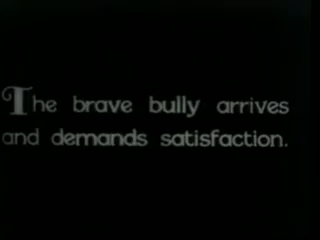 The brave bully arrives
and demands satisfaction.